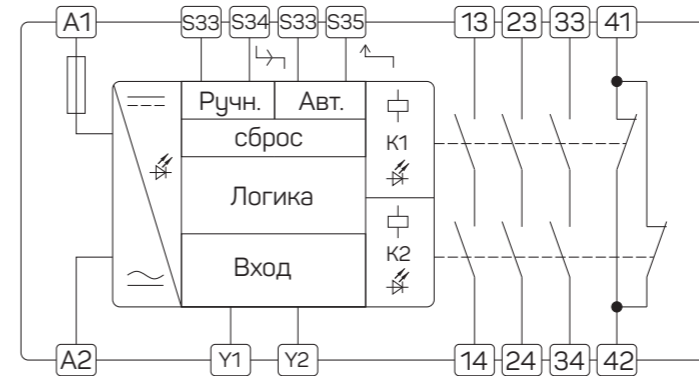 A1 S33 S34 S33 S35 13 23 33 41
Ручн. Авт.
сброс
K1
Логика
K2
Вход
A2 Y1 Y2 14 24 34 42